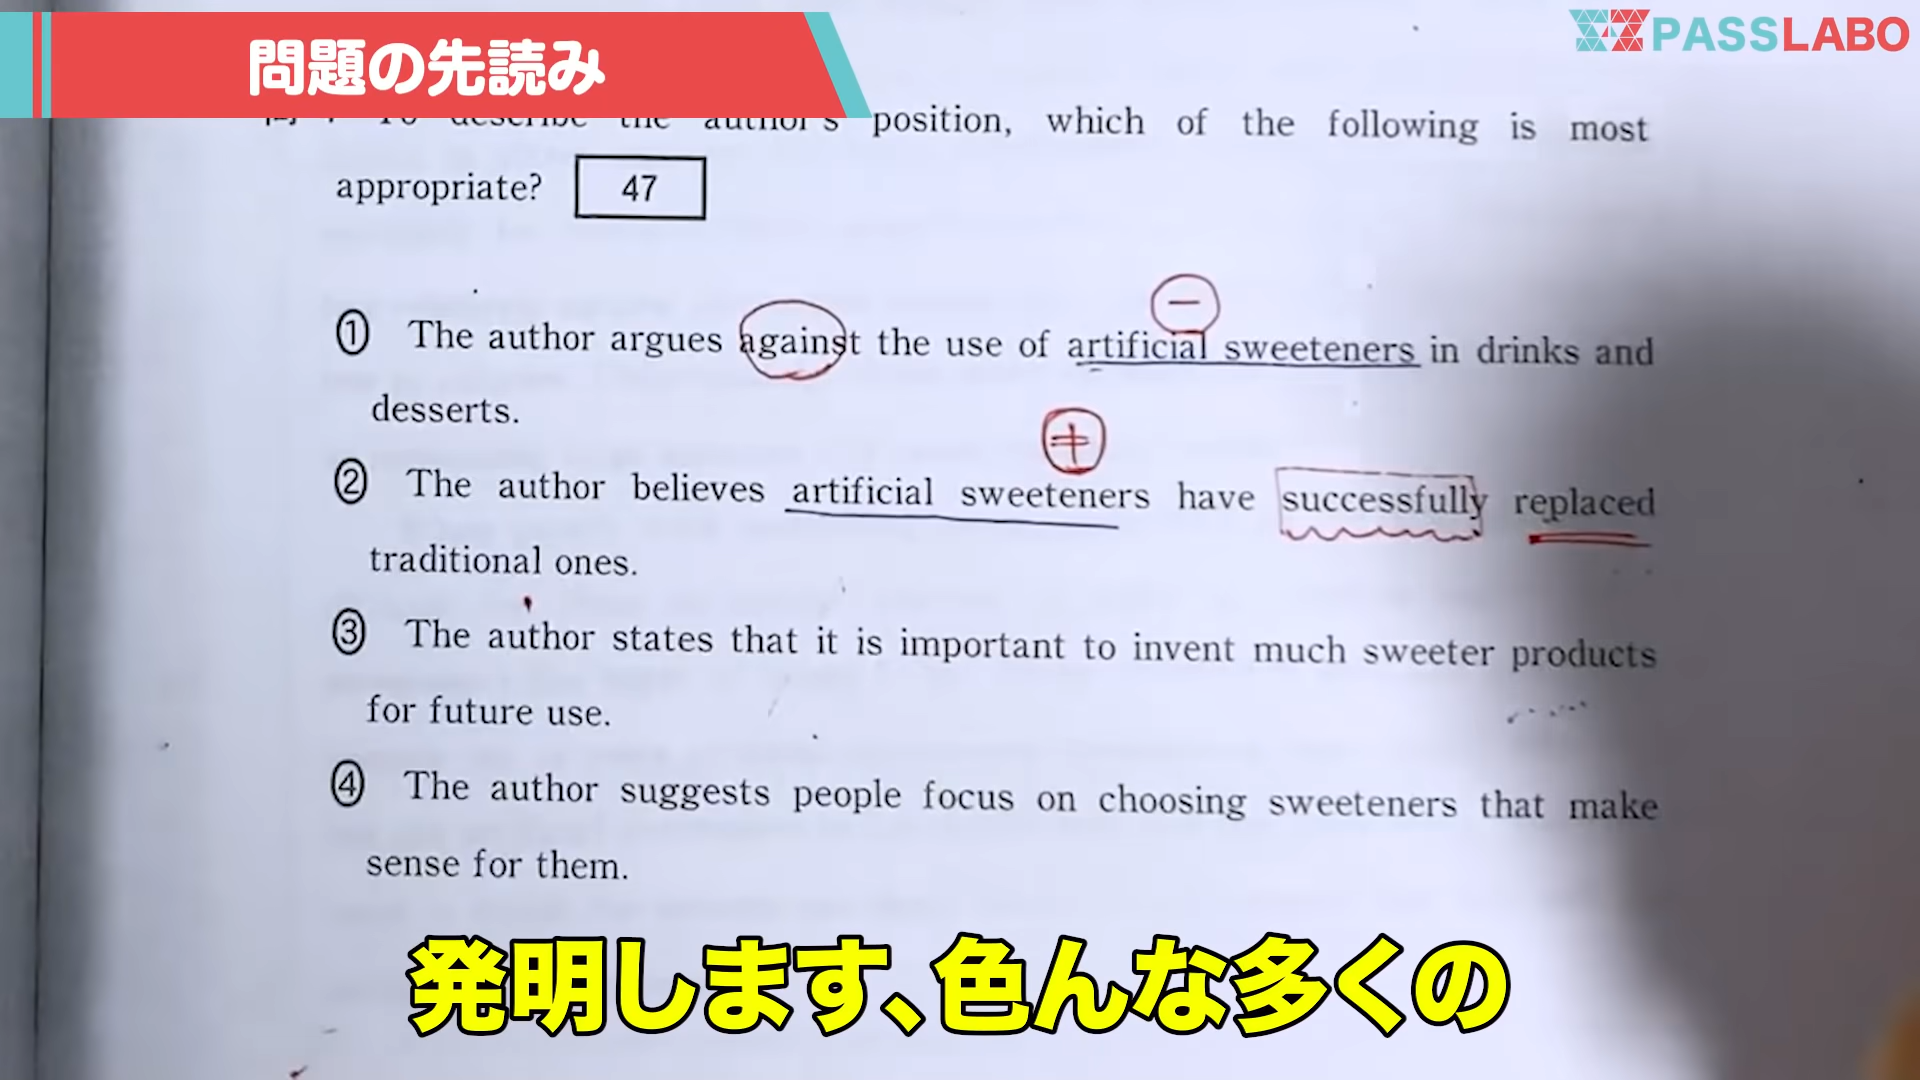 問題の先読み
PASSLABO
To describe the author's position, which of the following is most
appropriate? 47
① The author argues against the use of artificial sweeteners in drinks and
desserts.
② The author believes artificial sweeteners have successfully replaced
traditional ones.
③ The author states that it is important to invent much sweeter products
for future use.
④ The author suggests people focus on choosing sweeteners that make
sense for them.
発明します、色んな多くの